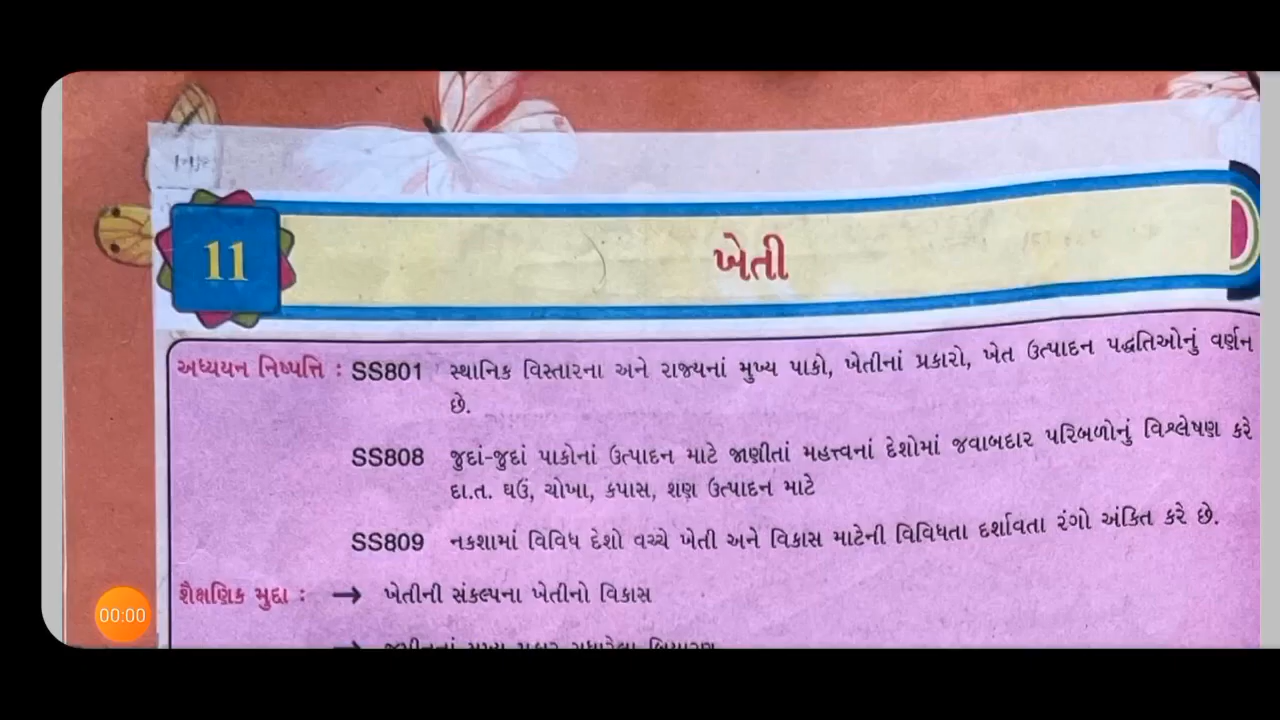 11
ખેતી
અધ્યયન નિષ્પત્તિ : SS801 સ્થાનિક વિસ્તારના અને રાજ્યનાં મુખ્ય પાકો, ખેતીનાં પ્રકારો, ખેત ઉત્પાદન પદ્ધતિઓનું વર્ણન
છે.
SS808 જુદાં-જુદાં પાકોનાં ઉત્પાદન માટે જાણીતાં મહત્ત્વનાં દેશોમાં જવાબદાર પરિબળોનું વિશ્લેષણ કરે
દા.ત. ઘઉં, ચોખા, કપાસ, શણ ઉત્પાદન માટે
SS809 નકશામાં વિવિધ દેશો વચ્ચે ખેતી અને વિકાસ માટેની વિવિધતા દર્શાવતા રંગો અંકિત કરે છે.
શૈક્ષણિક મુદ્દા : → ખેતીની સંકલ્પના ખેતીનો વિકાસ
00:00